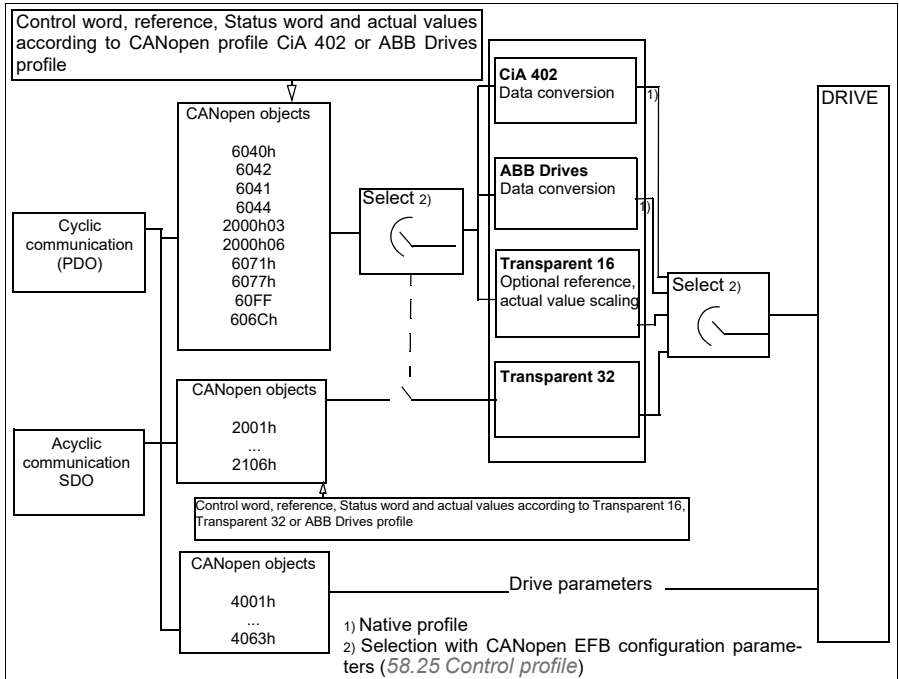 Control word, reference, Status word and actual values
according to CANopen profile CiA 402 or ABB Drives
profile
CANopen objects
6040h
6042
6041
6044
2000h03
2000h06
6071h
6077h
60FF
606Ch
Cyclic
communication
(PDO)
Select 2)
CiA 402
Data conversion
1)
ABB Drives
Data conversion
1)
Transparent 16
Optional reference,
actual value scaling
Transparent 32
Select 2)
DRIVE
CANopen objects
2001h
...
2106h
Acyclic
communication
SDO
Control word, reference, Status word and actual values according to Transparent 16,
Transparent 32 or ABB Drives profile
CANopen objects
4001h
...
4063h
Drive parameters
1) Native profile
2) Selection with CANopen EFB configuration parame-
ters (58.25 Control profile)